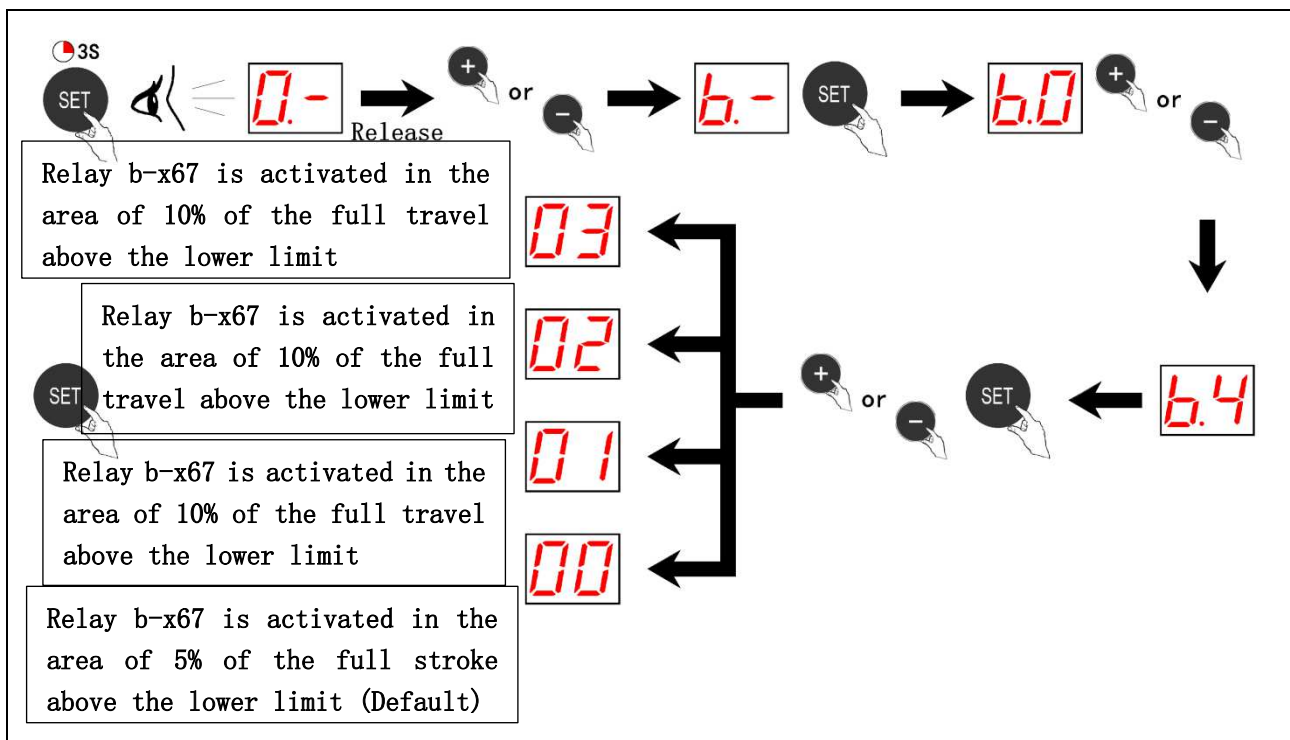 3S
SET
0.-
Release
+
or
-
b.-
SET
b.0
+
or
-
Relay b-x67 is activated in the
area of 10% of the full travel
above the lower limit
03
Relay b-x67 is activated in
the area of 10% of the full
travel above the lower limit
02
SET
+
or
-
SET
b.4
Relay b-x67 is activated in the
area of 10% of the full travel
above the lower limit
01
00
Relay b-x67 is activated in the
area of 5% of the full stroke
above the lower limit (Default)